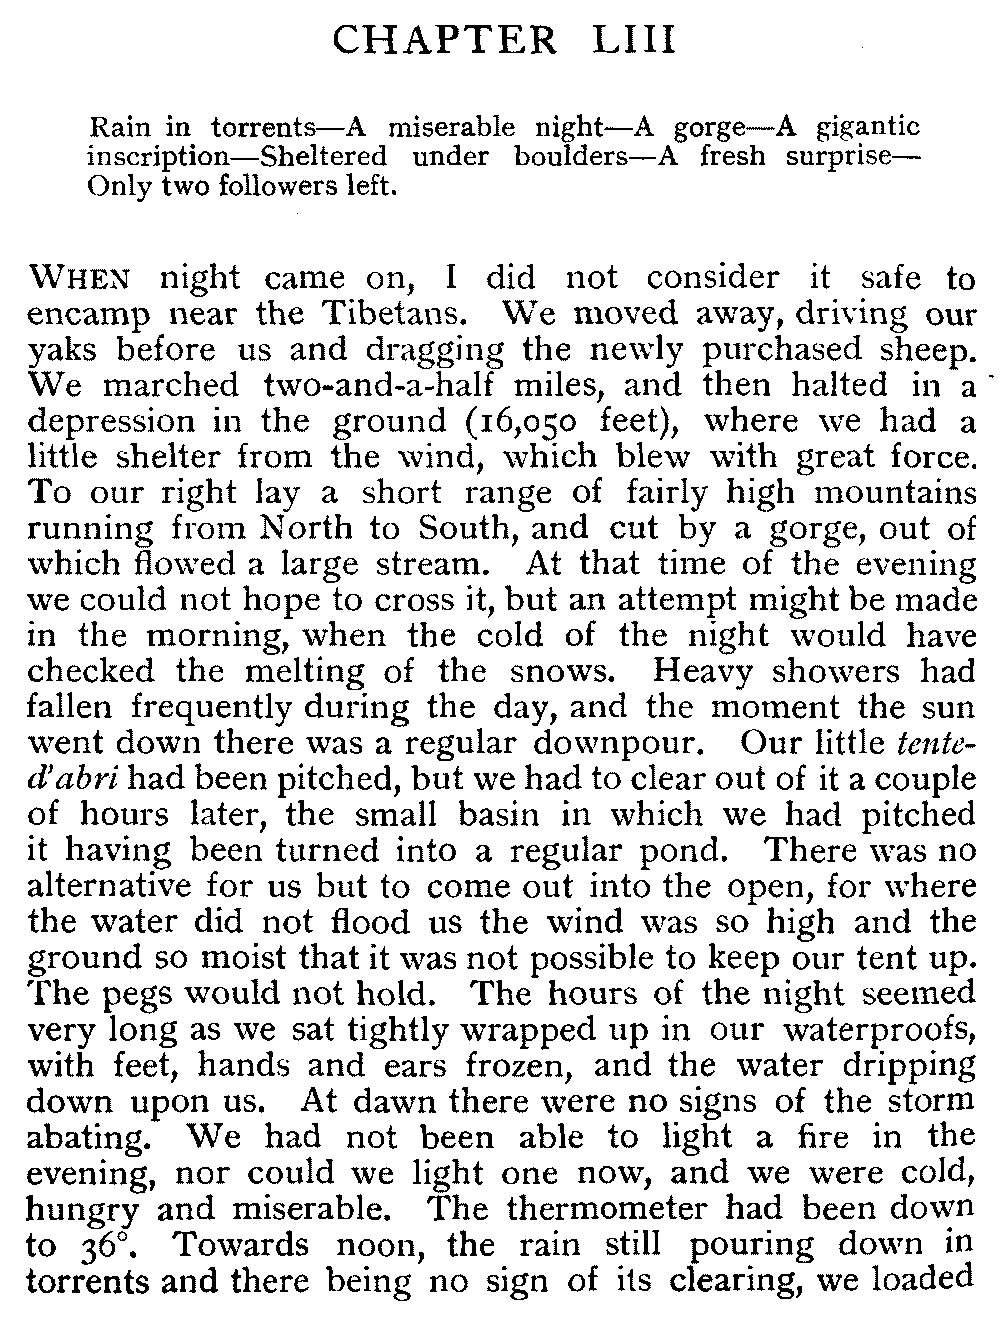 CHAPTER LIII
Rain in torrents—A miserable night—A gorge—A gigantic
inscription—Sheltered under boulders—A fresh surprise—
Only two followers left.
WHEN night came on, I did not consider it safe to
encamp near the Tibetans. We moved away, driving our
yaks before us and dragging the newly purchased sheep.
We marched two-and-a-half miles, and then halted in a
depression in the ground (16,050 feet), where we had a
little shelter from the wind, which blew with great force.
To our right lay a short range of fairly high mountains
running from North to South, and cut by a gorge, out of
which flowed a large stream. At that time of the evening
we could not hope to cross it, but an attempt might be made
in the morning, when the cold of the night would have
checked the melting of the snows. Heavy showers had
fallen frequently during the day, and the moment the sun
went down there was a regular downpour. Our little tente-
d'abri had been pitched, but we had to clear out of it a couple
of hours later, the small basin in which we had pitched
it having been turned into a regular pond. There was no
alternative for us but to come out into the open, for where
the water did not flood us the wind was so high and the
ground so moist that it was not possible to keep our tent up.
The pegs would not hold. The hours of the night seemed
very long as we sat tightly wrapped up in our waterproofs,
with feet, hands and ears frozen, and the water dripping
down upon us. At dawn there were no signs of the storm
abating. We had not been able to light a fire in the
evening, nor could we light one now, and we were cold,
hungry and miserable. The thermometer had been down
to 36°. Towards noon, the rain still pouring down in
torrents and there being no sign of its clearing, we loaded